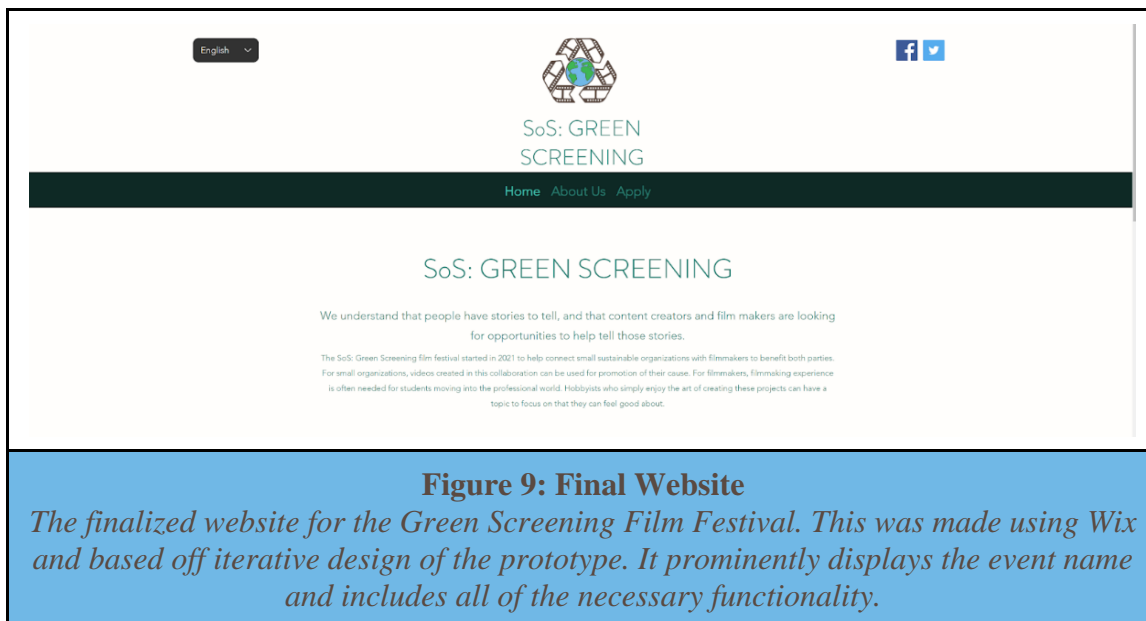 English
SoS: GREEN
SCREENING
Home About Us Apply
SoS: GREEN SCREENING
We understand that people have stories to tell, and that content creators and film makers are looking
for opportunities to help tell those stories.
The SoS: Green Screening film festival started in 2021 to help connect small sustainable organizations with filmmakers to benefit both parties.
For small organizations, videos created in this collaboration can be used for promotion of their cause. For filmmakers, filmmaking experience
is often needed for students moving into the professional world. Hobbyists who simply enjoy the art of creating these projects can have a
topic to focus on that they can feel good about.
Figure 9: Final Website
The finalized website for the Green Screening Film Festival. This was made using Wix
and based off iterative design of the prototype. It prominently displays the event name
and includes all of the necessary functionality.